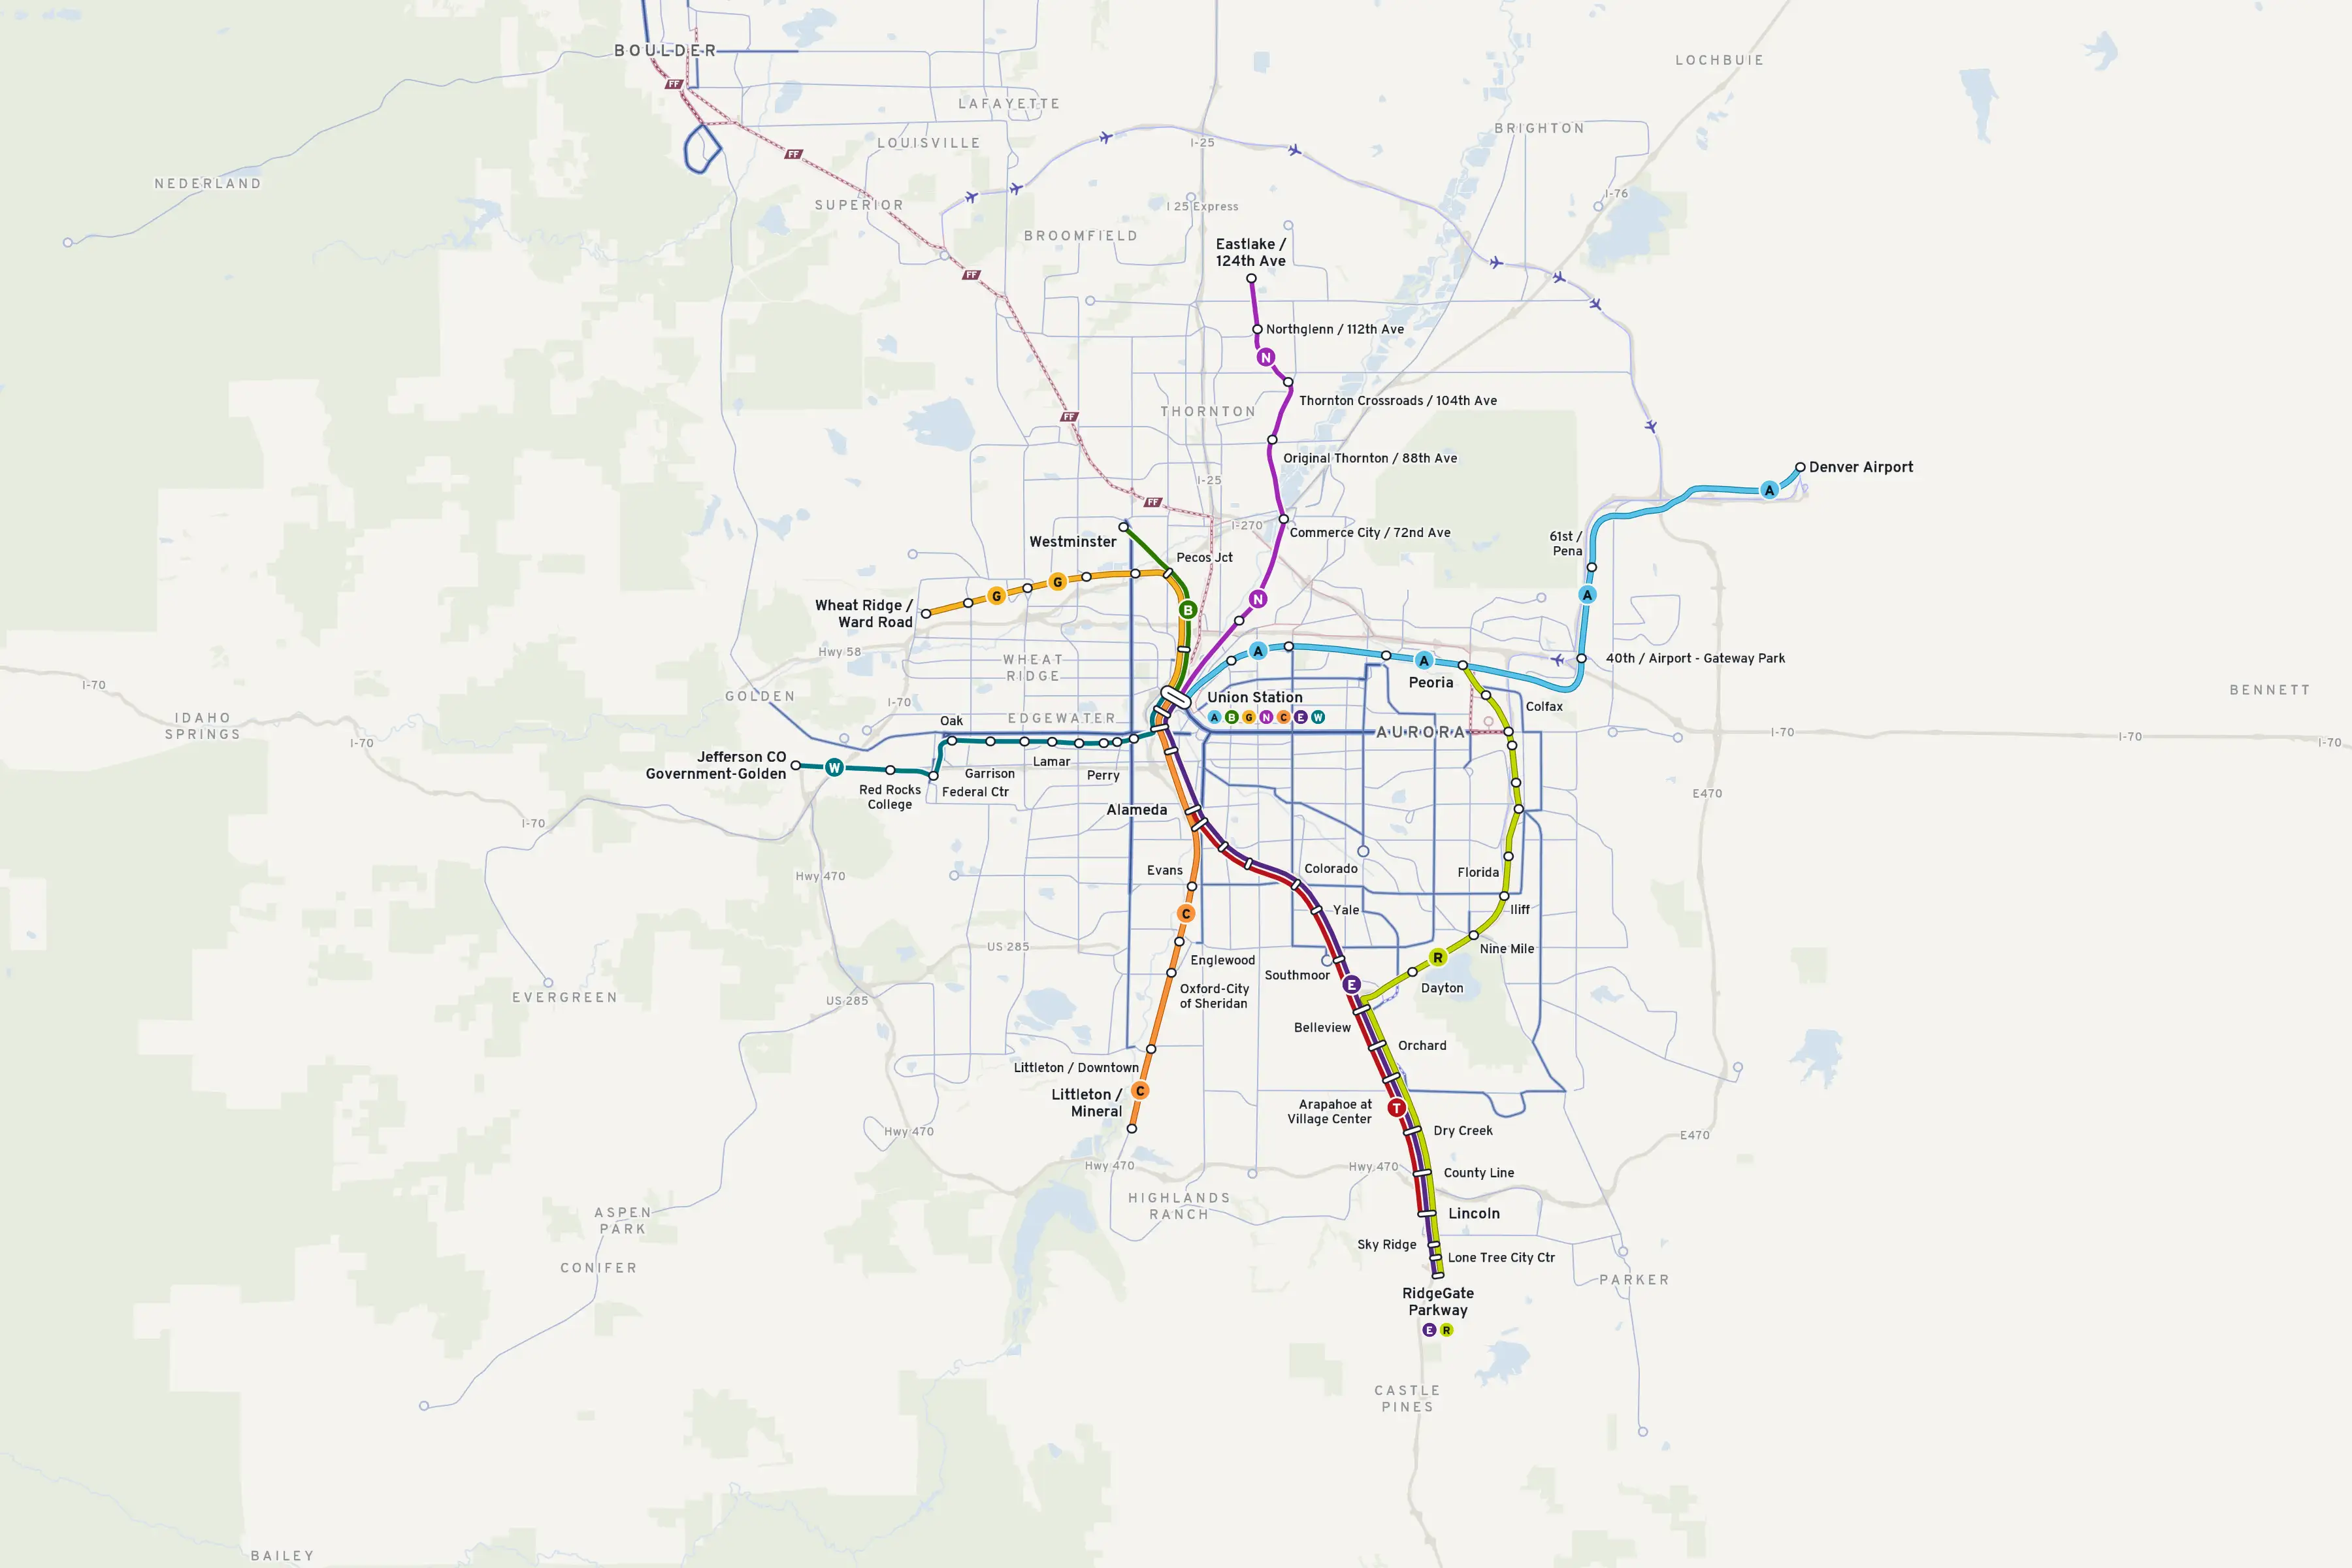 BOULDER
LOCHBUIE
FF
LAFAYETTE
BRIGHTON
I-25
LOUISVILLE
FF
NEDERLAND
I-76
SUPERIOR
I 25 Express
BROOMFIELD
Eastlake /
124th Ave
FF
Northglenn / 112th Ave
N
Thornton Crossroads / 104th Ave
THORNTON
FF
Original Thornton / 88th Ave
Denver Airport
I-25
A
FF
I-270
Commerce City / 72nd Ave
Westminster
61st /
Pena
Pecos Jct
G
G
A
N
Wheat Ridge /
Ward Road
B
Hwy 58
A
WHEAT
RIDGE
A
40th / Airport - Gateway Park
Peoria
I-70
BENNETT
GOLDEN
Union Station
I-70
Colfax
A B G N C E W
IDAHO
SPRINGS
Oak
EDGEWATER
AURORA
I-70
I-70
I-70
I-70
Jefferson CO
Government-Golden
W
Lamar
Garrison
Perry
Red Rocks
College
Federal Ctr
E470
Alameda
I-70
Evans
Colorado
Florida
Hwy 470
C
Yale
Iliff
US 285
Nine Mile
R
Englewood
Southmoor
E
Dayton
Oxford-City
of Sheridan
EVERGREEN
US 285
Belleview
Orchard
Littleton / Downtown
C
Littleton /
Mineral
Arapahoe at
Village Center
T
Hwy 470
Dry Creek
E470
Hwy 470
Hwy 470
County Line
HIGHLANDS
RANCH
ASPEN
PARK
Lincoln
Sky Ridge
Lone Tree City Ctr
CONIFER
PARKER
RidgeGate
Parkway
E R
CASTLE
PINES
BAILEY